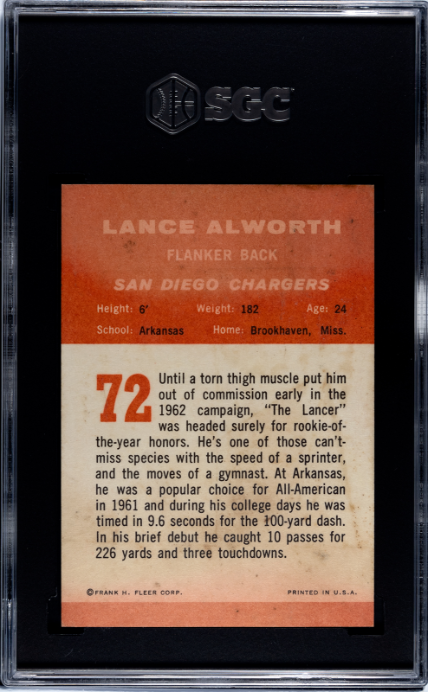 SGC
LANCE ALWORTH
FLANKER BACK
SAN DIEGO CHARGERS
Height: 6' Weight: 182 Age: 24
School: Arkansas Home: Brookhaven, Miss.
72
Until a torn thigh muscle put him
out of commission early in the
1962 campaign, "The Lancer"
was headed surely for rookie-of-
the-year honors. He's one of those can't-
miss species with the speed of a sprinter,
and the moves of a gymnast. At Arkansas,
he was a popular choice for All-American
in 1961 and during his college days he was
timed in 9.6 seconds for the 100-yard dash.
In his brief debut he caught 10 passes for
226 yards and three touchdowns.
©FRANK H. FLEER CORP. PRINTED IN U.S.A.